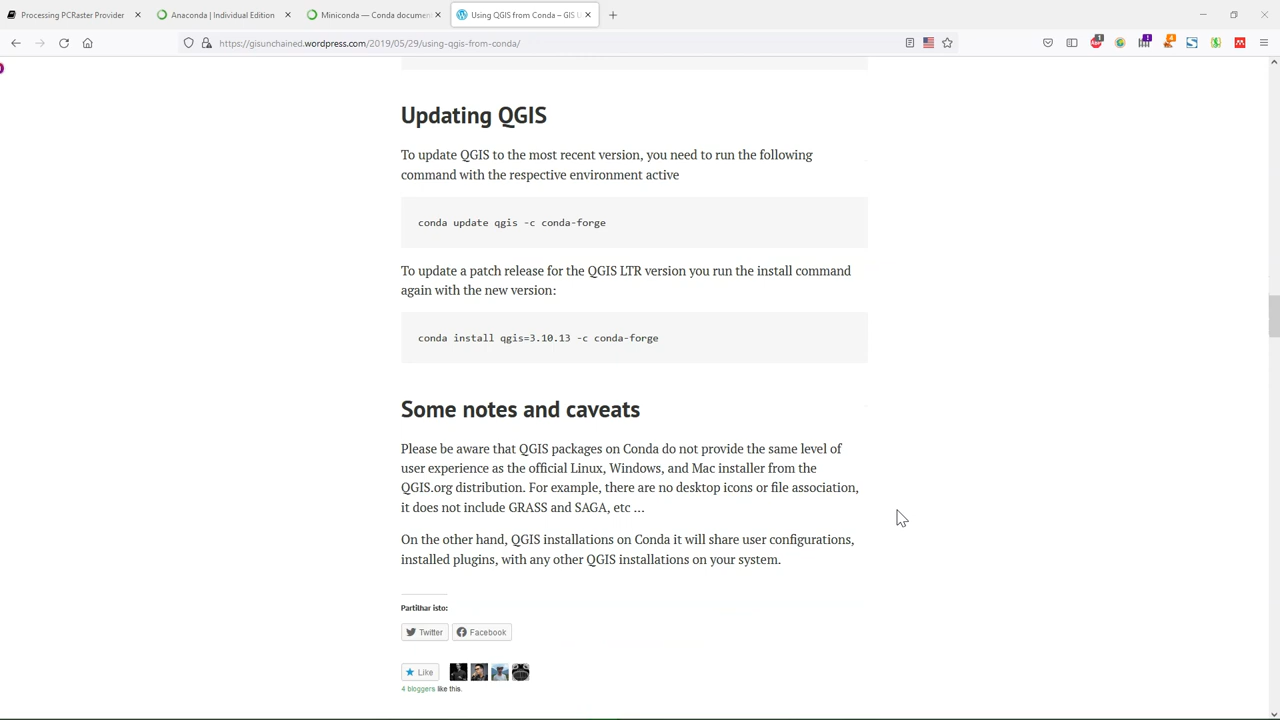 Processing PCRaster Provider
Anaconda | Individual Edition
Miniconda — Conda document
Using QGIS from Conda – GIS U
https://gisunchained.wordpress.com/2019/05/29/using-qgis-from-conda/
Updating QGIS
To update QGIS to the most recent version, you need to run the following
command with the respective environment active
conda update qgis -c conda-forge
To update a patch release for the QGIS LTR version you run the install command
again with the new version:
conda install qgis=3.10.13 -c conda-forge
Some notes and caveats
Please be aware that QGIS packages on Conda do not provide the same level of
user experience as the official Linux, Windows, and Mac installer from the
QGIS.org distribution. For example, there are no desktop icons or file association,
it does not include GRASS and SAGA, etc ...
On the other hand, QGIS installations on Conda it will share user configurations,
installed plugins, with any other QGIS installations on your system.
Partilhar isto:
Twitter
Facebook
Like
4 bloggers like this.